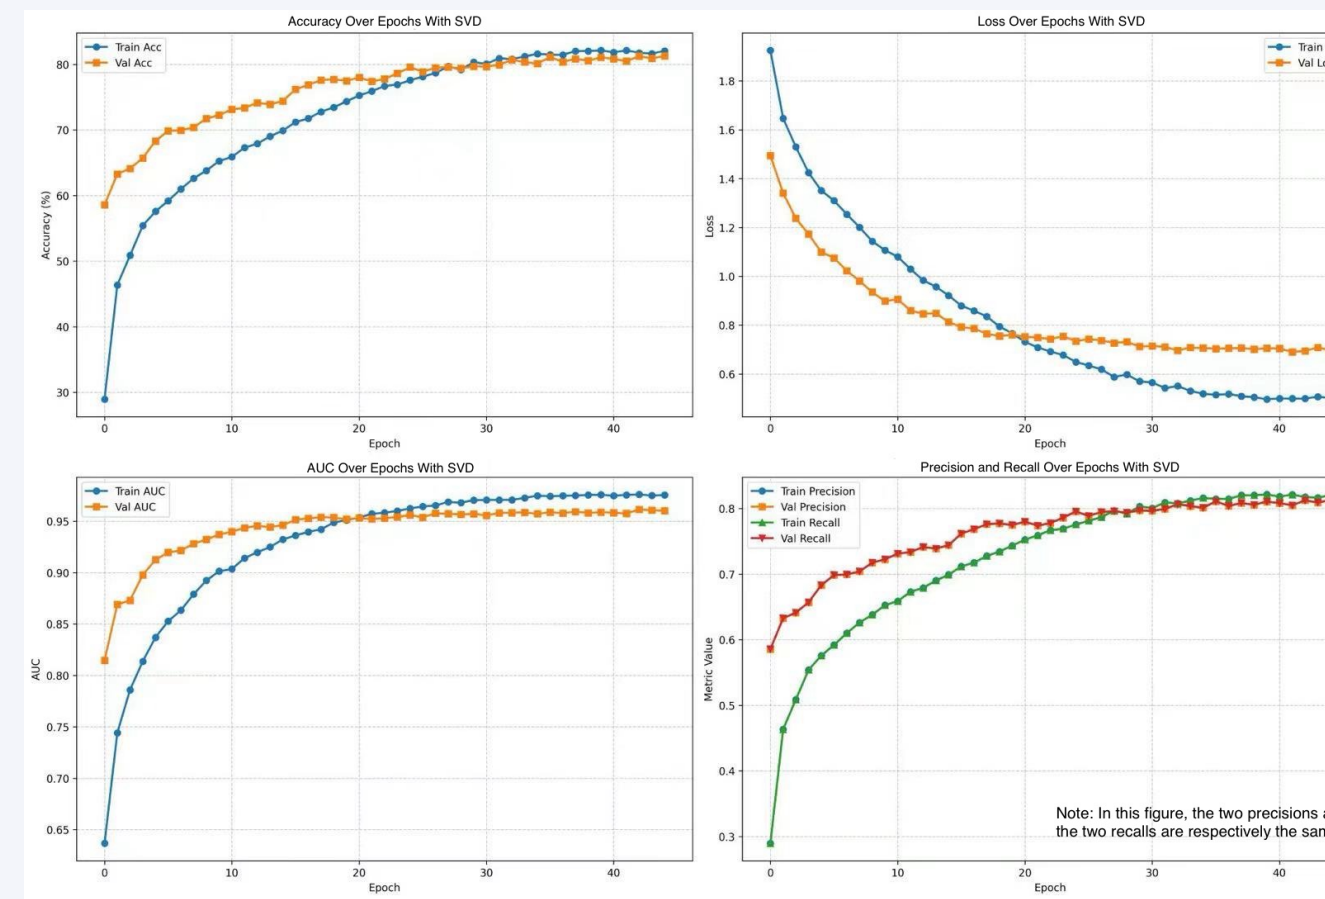 Accuracy Over Epochs With SVD
Train Acc
Val Acc
80
70
60
50
40
30
Accuracy (%)
0 10 20 30 40
Epoch
Loss Over Epochs With SVD
Train
Val
1.8
1.6
1.4
1.2
1.0
0.8
0.6
Loss
0 10 20 30 40
Epoch
AUC Over Epochs With SVD
Train AUC
Val AUC
0.95
0.90
0.85
0.80
0.75
0.70
0.65
AUC
0 10 20 30 40
Epoch
Precision and Recall Over Epochs With SVD
Train Precision
Val Precision
Train Recall
Val Recall
0.8
0.7
0.6
0.5
0.4
0.3
Metric Value
Note: In this figure, the two precisions
the two recalls are respectively the
0 10 20 30 40
Epoch